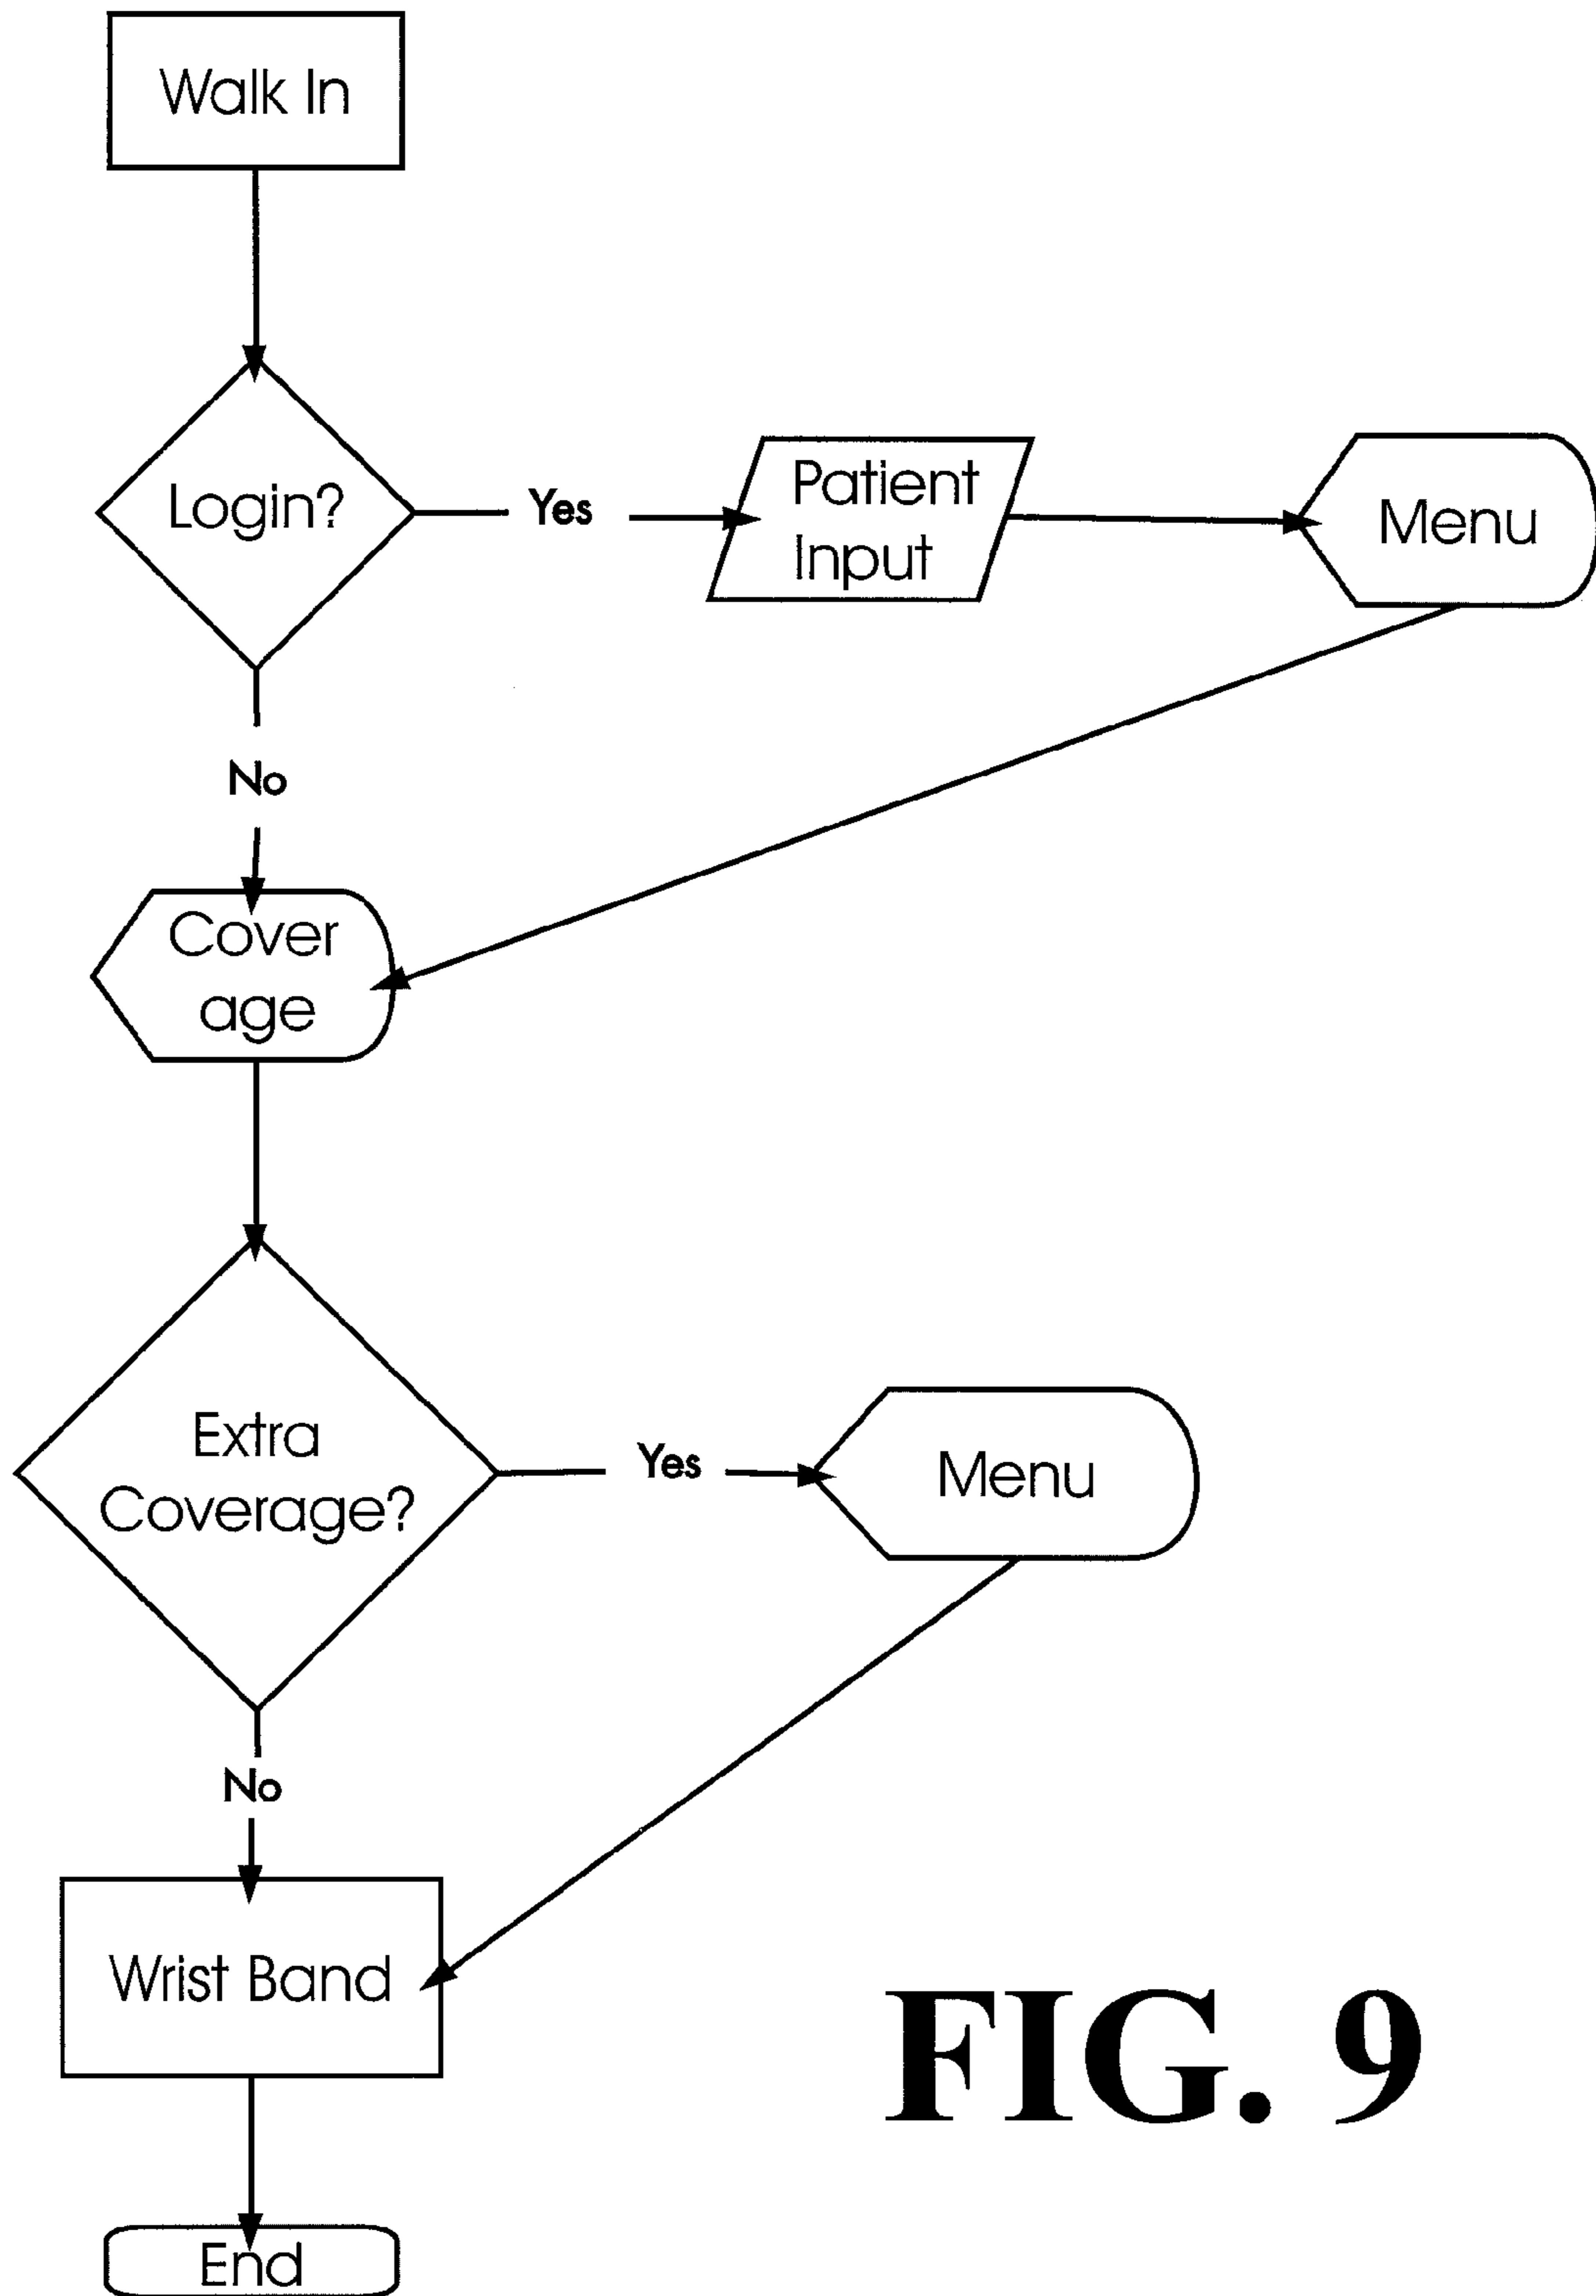 Walk In
Login?
Yes
Patient
Input
Menu
No
Cover
age
Extra
Coverage?
Yes
Menu
No
Wrist Band
End
FIG. 9